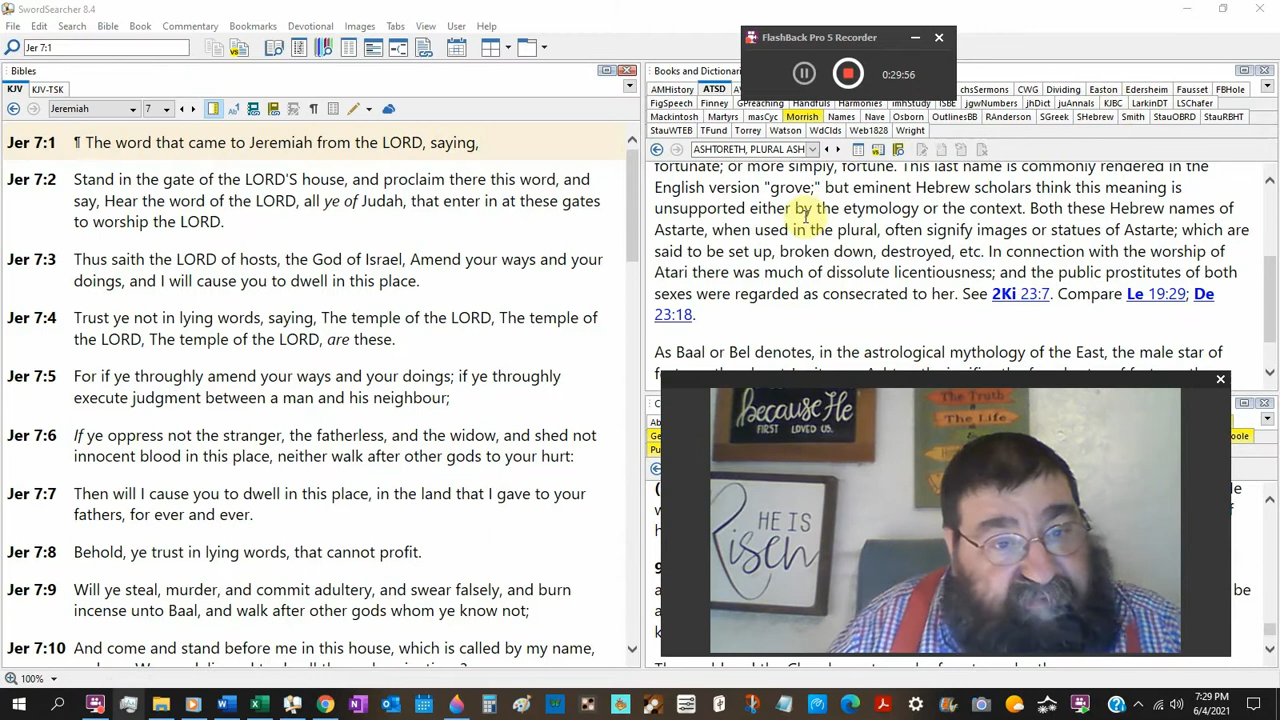 SwordSearcher 8.4
File Edit Search Bible Book Commentary Bookmarks Devotional Images Tabs View User Help
Jer 7:1
FlashBack Pro 5 Recorder
0:29:56
Bibles
KJV KJV-TSK
Jeremiah 7
Jer 7:1 ¶ The word that came to Jeremiah from the LORD, saying,
Jer 7:2 Stand in the gate of the LORD'S house, and proclaim there this word, and
say, Hear the word of the LORD, all ye of Judah, that enter in at these gates
to worship the LORD.
Jer 7:3 Thus saith the LORD of hosts, the God of Israel, Amend your ways and your
doings, and I will cause you to dwell in this place.
Jer 7:4 Trust ye not in lying words, saying, The temple of the LORD, The temple of
the LORD, The temple of the LORD, are these.
Jer 7:5 For if ye throughly amend your ways and your doings; if ye throughly
execute judgment between a man and his neighbour;
Jer 7:6 If ye oppress not the stranger, the fatherless, and the widow, and shed not
innocent blood in this place, neither walk after other gods to your hurt:
Jer 7:7 Then will I cause you to dwell in this place, in the land that I gave to your
fathers, for ever and ever.
Jer 7:8 Behold, ye trust in lying words, that cannot profit.
Jer 7:9 Will ye steal, murder, and commit adultery, and swear falsely, and burn
incense unto Baal, and walk after other gods whom ye know not;
Jer 7:10 And come and stand before me in this house, which is called by my name,
100%
Books and Dictionar
AMHistory ATSD chsSermons CWG Dividing Easton Edersheim Fausset FBHole
FigSpeech Finney GPreaching Handfuls Harmonies imhStudy ISBE jgwNumbers jhDict juAnnals KJBC LarkinDT LSChafer
Mackintosh Martyrs masCyc Morrish Names Nave Osborn OutlinesBB RAnderson SGreek SHebrew Smith StauOBRD StauRBHT
StauWTEB TFund Torrey Watson WdClds Web1828 Wright
ASHTORETH, PLURAL ASH
fortunate; or more simply, fortune. This last name is commonly rendered in the
English version "grove;" but eminent Hebrew scholars think this meaning is
unsupported either by the etymology or the context. Both these Hebrew names of
Astarte, when used in the plural, often signify images or statues of Astarte; which are
said to be set up, broken down, destroyed, etc. In connection with the worship of
Atari there was much of dissolute licentiousness; and the public prostitutes of both
sexes were regarded as consecrated to her. See 2Ki 23:7. Compare Le 19:29; De
23:18.
As Baal or Bel denotes, in the astrological mythology of the East, the male star of
because He
FIRST LOVED US.
The Truth
& The Life
HE IS
Risen
7:29 PM
6/4/2021